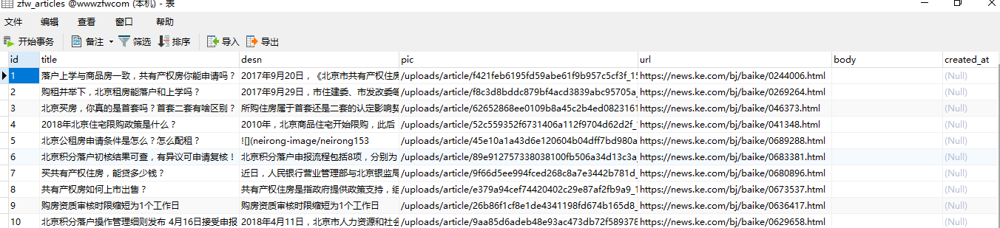 zfw_articles @wwwzfwcom (本机) - 表
文件 编辑 查看 窗口 帮助
开始事务 备注 筛选 排序 导入 导出
id title desn pic url body created_at
1 落户上学与商品房一致，共有产权房你能申请吗？ 2017年9月20日，《北京市共有产权住房 /uploads/article/f421feb6195fd59abe61f9b957c5cf3f_15 https://news.ke.com/bj/baike/0244006.html (Null)
2 购租并举下，北京租房能落户和上学吗？ 2017年9月29日，市住建委、市发改委等 /uploads/article/f8c3d8bddc879bf4acd3839abc95705a_ https://news.ke.com/bj/baike/0269264.html (Null)
3 北京买房，你真的是首套吗？首套二套有啥区别？ 所购住房属于首套还是二套的认定影响契 /uploads/article/62652868ee0109b8a45c2b4ed0823161 https://news.ke.com/bj/baike/046373.html (Null)
4 2018年北京住宅限购政策是什么？ 2010年，北京商品住宅开始限购，此后 /uploads/article/52c559352f6731406a112f9704d62d2f_ https://news.ke.com/bj/baike/041348.html (Null)
5 北京公租房申请条件是怎么？怎么配租？ ![](neirong-image/neirong153 /uploads/article/45e10a1a43d6e120604b04dff7bd980a https://news.ke.com/bj/baike/0689288.html (Null)
6 北京积分落户初核结果可查，有异议可申请复核！ 北京积分落户申报流程包括8项，分别为 /uploads/article/89e912757338038100fb506a34d13c3a https://news.ke.com/bj/baike/0683381.html (Null)
7 买共有产权住房，能贷多少钱？ 近日，人民银行营业管理部与北京银监局 /uploads/article/9f66d5ee994fced268c8a7e3442b781d_ https://news.ke.com/bj/baike/0680896.html (Null)
8 共有产权房如何上市出售？ 共有产权住房是指政府提供政策支持，组 /uploads/article/e379a94cef74420402c29e87af2fb9a9_1 https://news.ke.com/bj/baike/0673537.html (Null)
9 购房资质审核时限缩短为1个工作日 购房资质审核时限缩短为1个工作日 /uploads/article/26b86f1cf8e1de4341198fd674b165d8_ https://news.ke.com/bj/baike/0636417.html (Null)
10 北京积分落户操作管理细则发布 4月16日接受申报 2018年4月11日，北京市人力资源和社会 /uploads/article/9aa85d6adeb48e93ac473db72f589378 https://news.ke.com/bj/baike/0629658.html (Null)